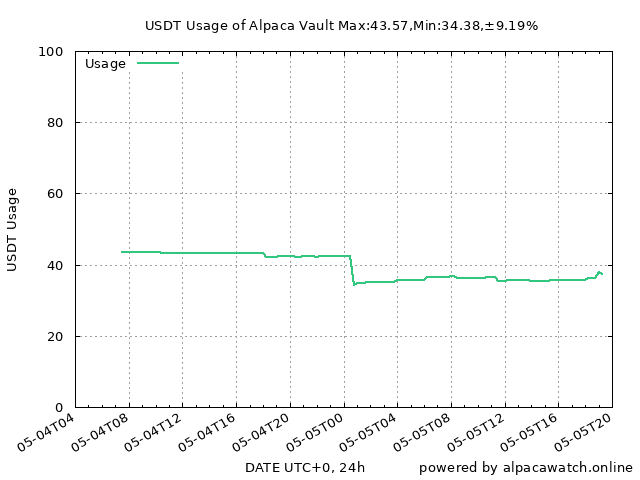 USDT Usage of Alpaca Vault Max:43.57,Min:34.38,±9.19%
Usage
100
80
60
40
20
0
USDT Usage
05-04T04
05-04T08
05-04T12
05-04T16
05-04T20
05-05T00
05-05T04
05-05T08
05-05T12
05-05T16
05-05T20
DATE UTC+0, 24h
powered by alpacawatch.online